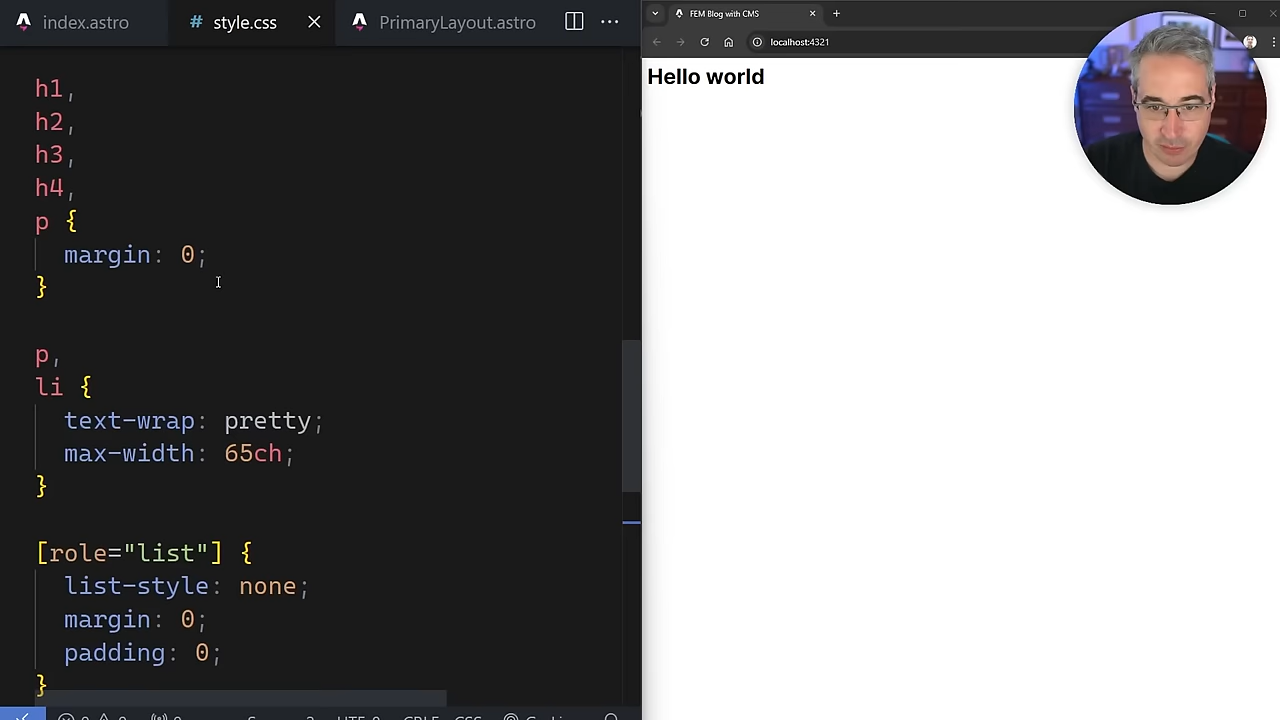 index.astro
# style.css
PrimaryLayout.astro
h1,
h2,
h3,
h4,
p {
margin: 0;
}
p,
li {
text-wrap: pretty;
max-width: 65ch;
}
[role="list"] {
list-style: none;
margin: 0;
padding: 0;
}
FEM Blog with CMS
localhost:4321
Hello world